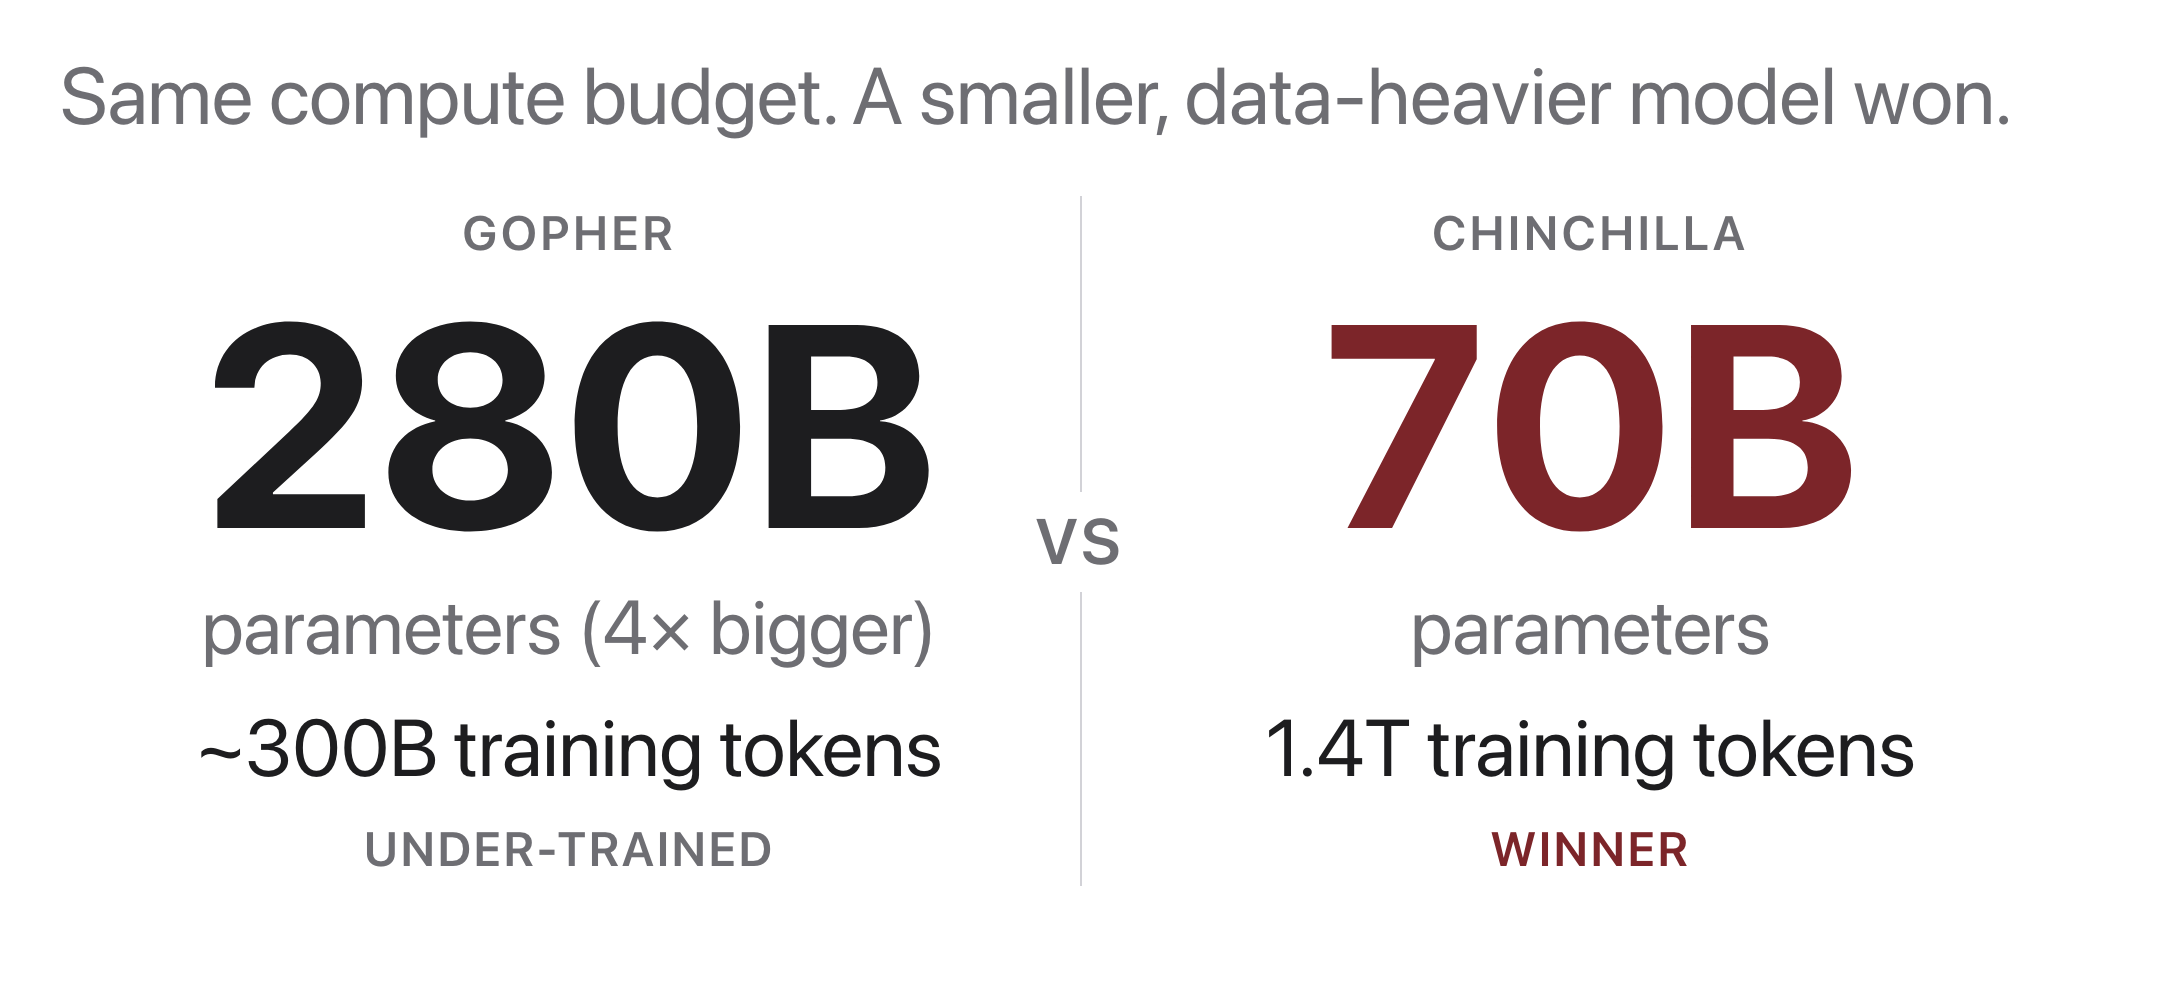 Same compute budget. A smaller, data-heavier model won.
GOPHER
280B
parameters (4× bigger)
~300B training tokens
UNDER-TRAINED
vs
CHINCHILLA
70B
parameters
1.4T training tokens
WINNER